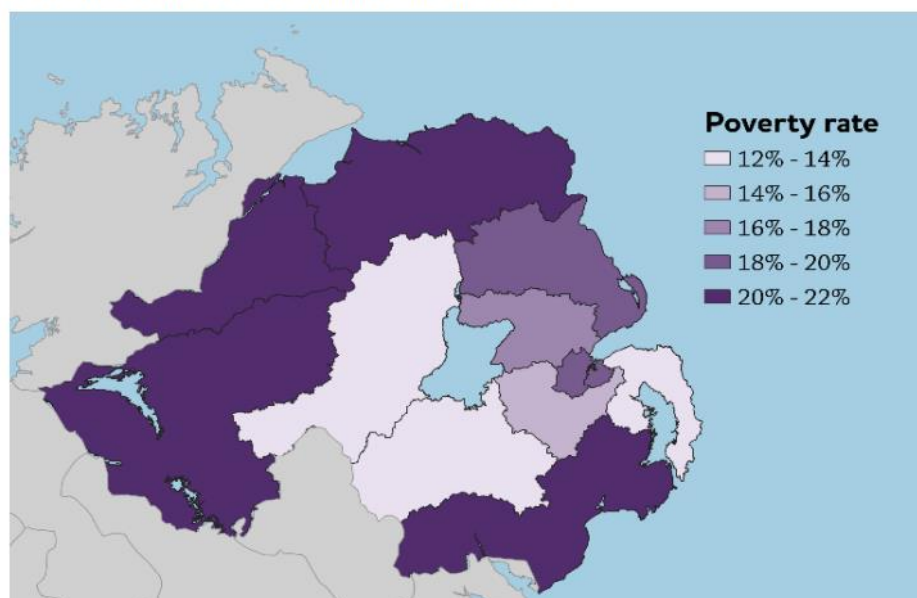 Poverty rate
12% - 14%
14% - 16%
16% - 18%
18% - 20%
20% - 22%